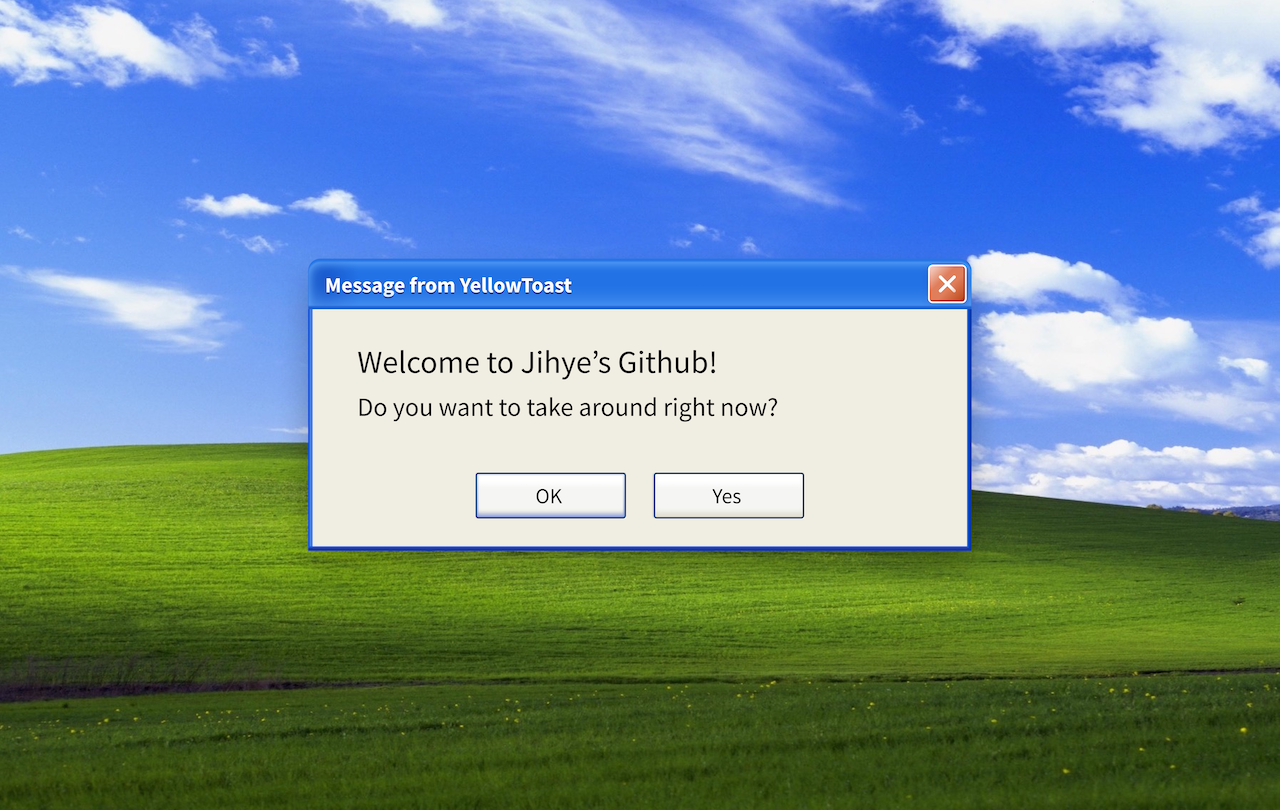 Message from YellowToast
Welcome to Jihye’s Github!
Do you want to take around right now?
OK Yes